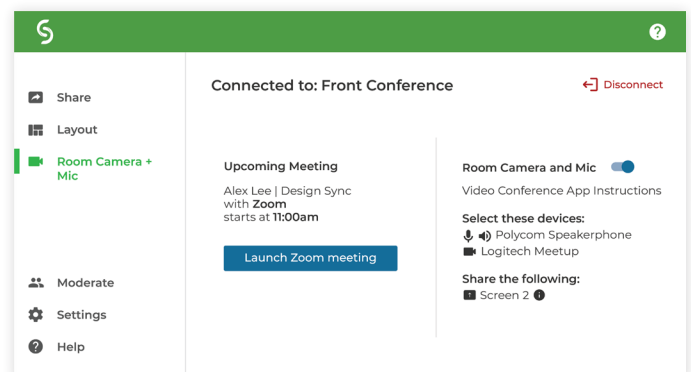 Connected to: Front Conference
Disconnect
Share
Layout
Room Camera +
Mic
Moderate
Settings
Help
Upcoming Meeting
Alex Lee | Design Sync
with Zoom
starts at 11:00am
Launch Zoom meeting
Room Camera and Mic
Video Conference App Instructions
Select these devices:
Polycom Speakerphone
Logitech Meetup
Share the following:
Screen 2